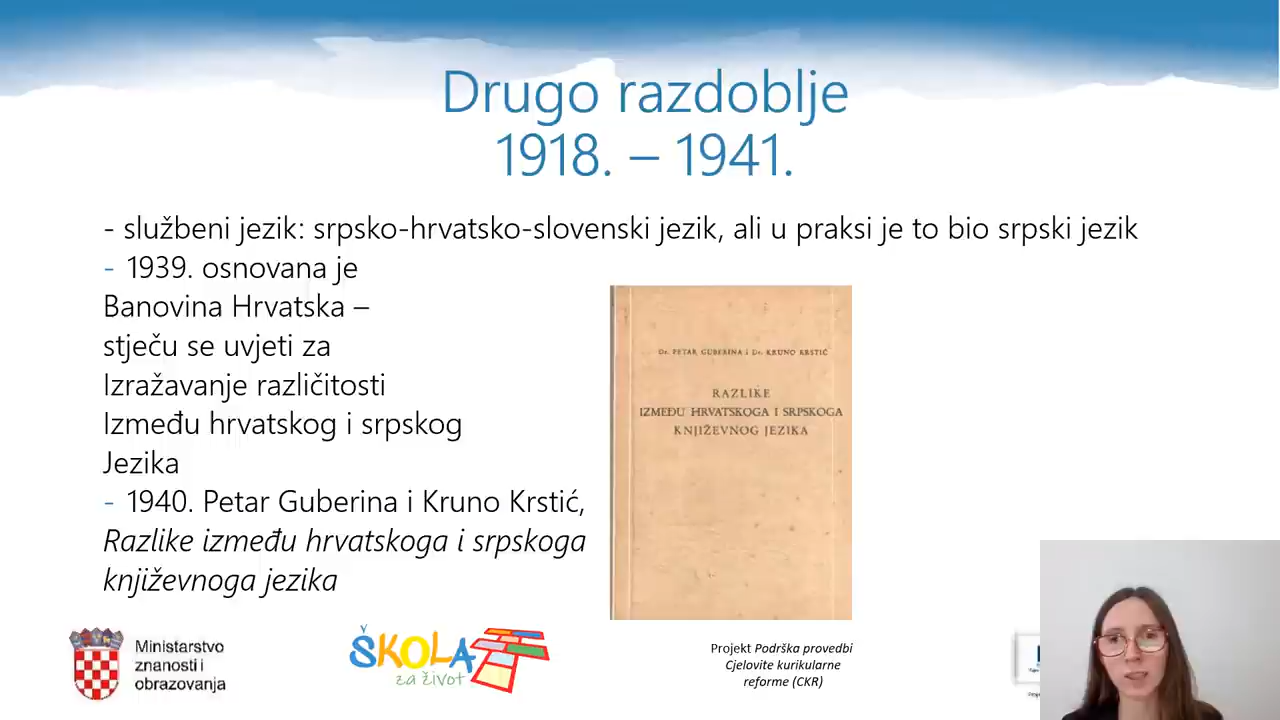 Drugo razdoblje
1918. – 1941.
- službeni jezik: srpsko-hrvatsko-slovenski jezik, ali u praksi je to bio srpski jezik
- 1939. osnovana je
Banovina Hrvatska –
stječu se uvjeti za
Izražavanje različitosti
Između hrvatskog i srpskog
Jezika
- 1940. Petar Guberina i Kruno Krstić,
Razlike između hrvatskoga i srpskoga
književnoga jezika
Dr. PETAR GUBERINA i Dr. KRUNO KRSTIĆ
RAZLIKE
IZMEĐU HRVATSKOGA I SRPSKOGA
KNJIŽEVNOG JEZIKA
Ministarstvo
znanosti i
obrazovanja
ŠKOLA
za život
Projekt Podrška provedbi
Cjelovite kurikularne
reforme (CKR)